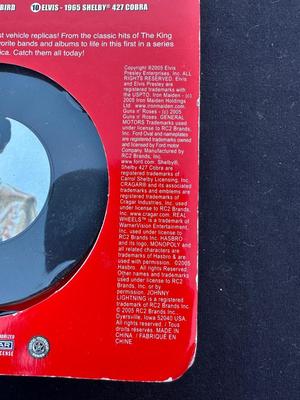 BIRD 10 ELVIS - 1965 SHELBY® 427 COBRA
st vehicle replicas! From the classic hits of The King
vorite bands and albums to life in this first in a series
ica. Catch them all today!
Copyright ©2005 Elvis
Presley Enterprises, Inc. ALL
RIGHTS RESERVED. Elvis
and Elvis Presley are
registered trademarks with
the USPTO. Iron Maiden - (c)
2005 Iron Maiden Holdings
Ltd. www.ironmaiden.com
Guns n' Roses - (c) 2005
Guns n' Roses. GENERAL
MOTORS Trademarks used
under license to RC2 Brands,
Inc. Ford Oval and nameplates
are registered trademarks owned
and licensed by Ford motor
Company. Manufactured by
RC2 Brands, Inc.
www.ford.com. Shelby®,
Shelby 427 Cobra are
registered trademarks of
Carroll Shelby Licensing, Inc.
CRAGAR® and its associated
trademarks and emblems are
registered trademarks of
Cragar Industries, Inc. used
under license to RC2 Brands,
Inc. www.cragar.com. REAL
WHEELS™ is a trademark of
Warner/Vision Entertainment,
Inc. used under license to
RC2 Brands, Inc. HASBRO
and its logo, MONOPOLY and
all related characters are
trademarks of Hasbro & are
used with permission. ©2005
Hasbro. All Rights Reserved.
Other names and designs may
be trademarks used under
license to RC2 Brands,
Inc. or by
permission. JOHNNY
LIGHTNING is a registered
trademark of RC2 Brands, Inc.
© 2005 RC2 Brands, Inc.,
Dyersville, Iowa 52040 USA.
All rights reserved. / Tous
droits réservés. MADE IN
CHINA / FABRIQUÉ EN
CHINE
AR
LICENSE